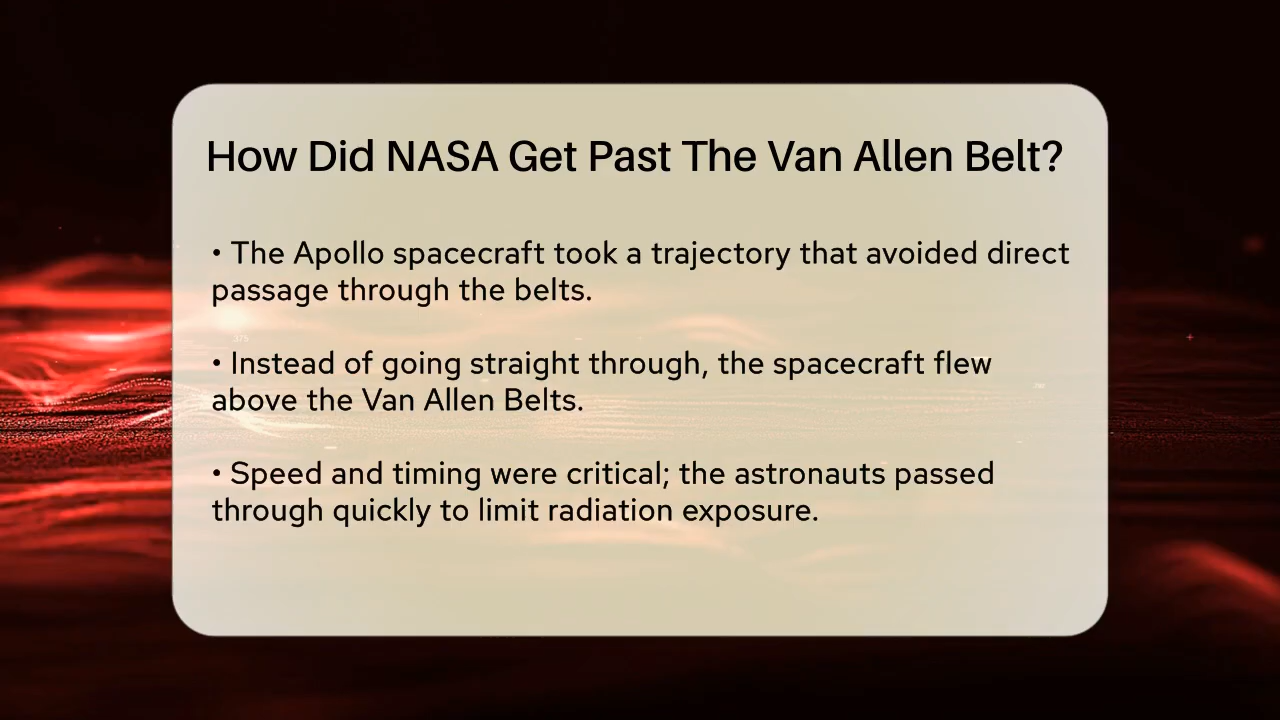 How Did NASA Get Past The Van Allen Belt?
• The Apollo spacecraft took a trajectory that avoided direct
passage through the belts.
• Instead of going straight through, the spacecraft flew
above the Van Allen Belts.
• Speed and timing were critical; the astronauts passed
through quickly to limit radiation exposure.